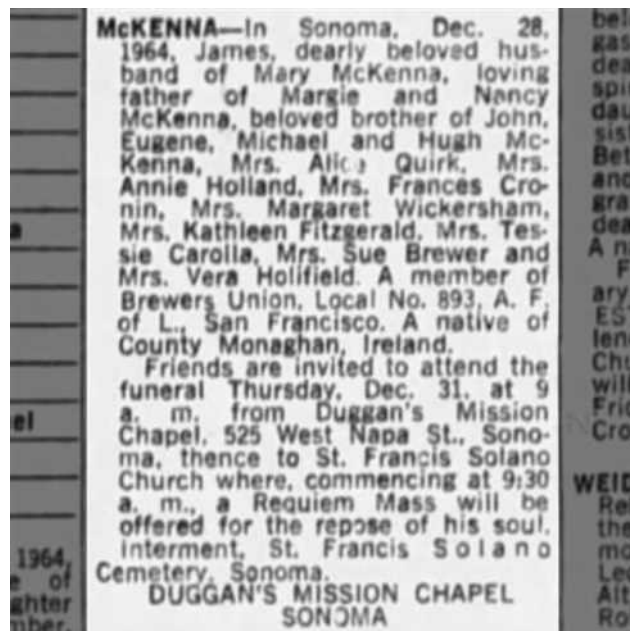 McKENNA—In Sonoma, Dec. 28,
1964, James, dearly beloved hus-
band of Mary McKenna, loving
father of Margie and Nancy
McKenna, beloved brother of John,
Eugene, Michael and Hugh Mc-
Kenna, Mrs. Alice Quirk, Mrs.
Annie Holland, Mrs. Frances Cro-
nin, Mrs. Margaret Wickersham,
Mrs. Kathleen Fitzgerald, Mrs. Tes-
sie Carolla, Mrs. Sue Brewer and
Mrs. Vera Holifield. A member of
Brewers Union, Local No. 893, A. F.
of L., San Francisco. A native of
County Monaghan, Ireland.
Friends are invited to attend the
funeral Thursday, Dec. 31, at 9
a. m. from Duggan's Mission
Chapel, 525 West Napa St., Sono-
ma, thence to St. Francis Solano
Church where, commencing at 9:30
a. m., a Requiem Mass will be
offered for the repose of his soul.
Interment, St. Francis Solano
Cemetery, Sonoma.
DUGGAN'S MISSION CHAPEL
SONOMA
1964,
of